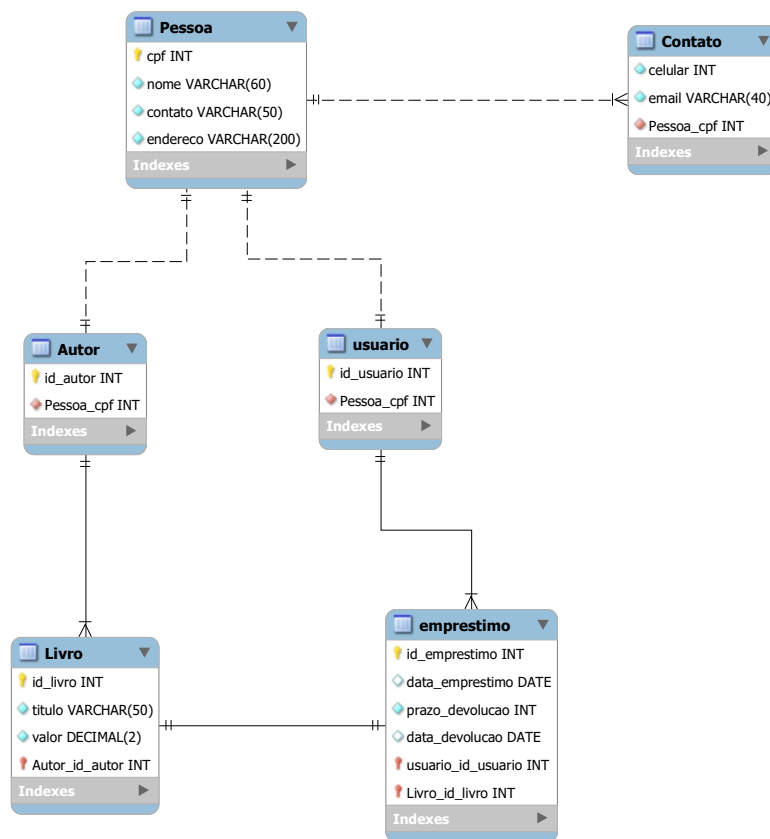 Pessoa
cpf INT
nome VARCHAR(60)
contato VARCHAR(50)
endereco VARCHAR(200)
Indexes
Contato
celular INT
email VARCHAR(40)
Pessoa_cpf INT
Indexes
Autor
id_autor INT
Pessoa_cpf INT
Indexes
usuario
id_usuario INT
Pessoa_cpf INT
Indexes
Livro
id_livro INT
titulo VARCHAR(50)
valor DECIMAL(2)
Autor_id_autor INT
Indexes
emprestimo
id_emprestimo INT
data_emprestimo DATE
prazo_devolucao INT
data_devolucao DATE
usuario_id_usuario INT
Livro_id_livro INT
Indexes